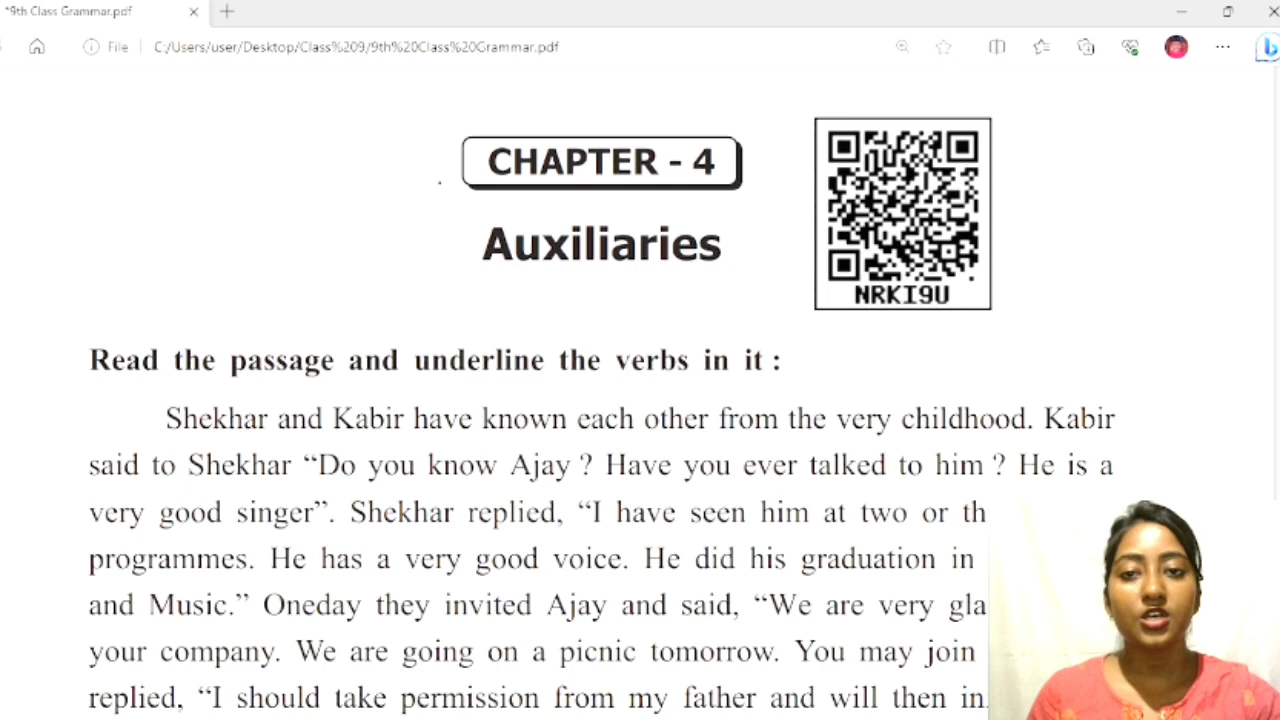 *9th Class Grammar.pdf
File C:/Users/user/Desktop/Class%209/9th%20Class%20Grammar.pdf
CHAPTER - 4
Auxiliaries
NRKI9U
Read the passage and underline the verbs in it :
Shekhar and Kabir have known each other from the very childhood. Kabir
said to Shekhar “Do you know Ajay ? Have you ever talked to him ? He is a
very good singer”. Shekhar replied, “I have seen him at two or
programmes. He has a very good voice. He did his graduation in
and Music.” Oneday they invited Ajay and said, “We are very
your company. We are going on a picnic tomorrow. You may join
replied, “I should take permission from my father and will then